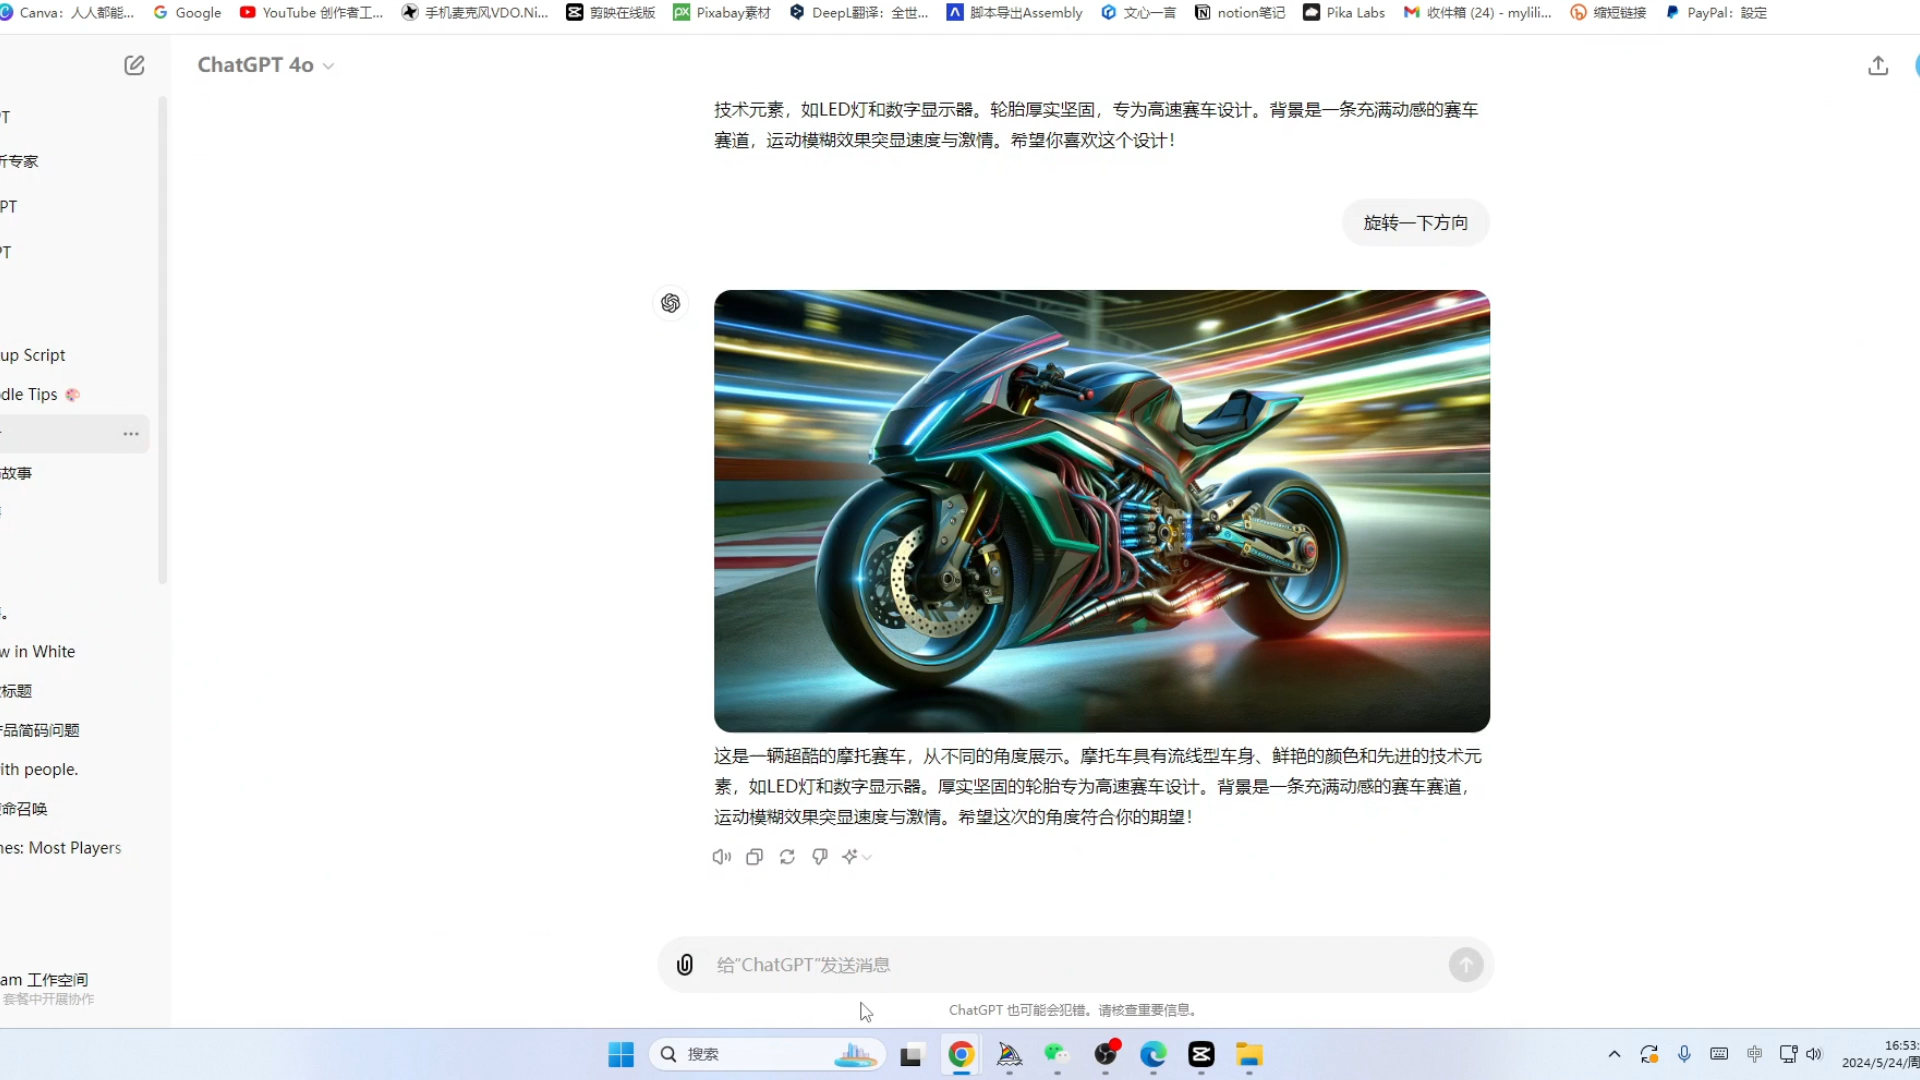 Canva：人人都能... Google YouTube 创作者工... 手机麦克风VDO.Ni... 剪映在线版 Pixabay素材 DeepL翻译：全世... 脚本导出Assembly 文心一言 notion笔记 Pika Labs 收件箱 (24) - mylili... 缩短链接 PayPal：設定
ChatGPT 4o
技术元素，如LED灯和数字显示器。轮胎厚实坚固，专为高速赛车设计。背景是一条充满动感的赛车
赛道，运动模糊效果突显速度与激情。希望你喜欢这个设计！
旋转一下方向
T
斤专家
PT
PT
up Script
dle Tips
故事
w in White
标题
品简码问题
ith people.
命召唤
nes: Most Players
am 工作空间
套餐中开展协作
这是一辆超酷的摩托赛车，从不同的角度展示。摩托车具有流线型车身、鲜艳的颜色和先进的技术元
素，如LED灯和数字显示器。厚实坚固的轮胎专为高速赛车设计。背景是一条充满动感的赛车赛道，
运动模糊效果突显速度与激情。希望这次的角度符合你的期望！
给“ChatGPT”发送消息
ChatGPT 也可能会犯错。请核查重要信息。
搜索
中
16:53:
2024/5/24/周